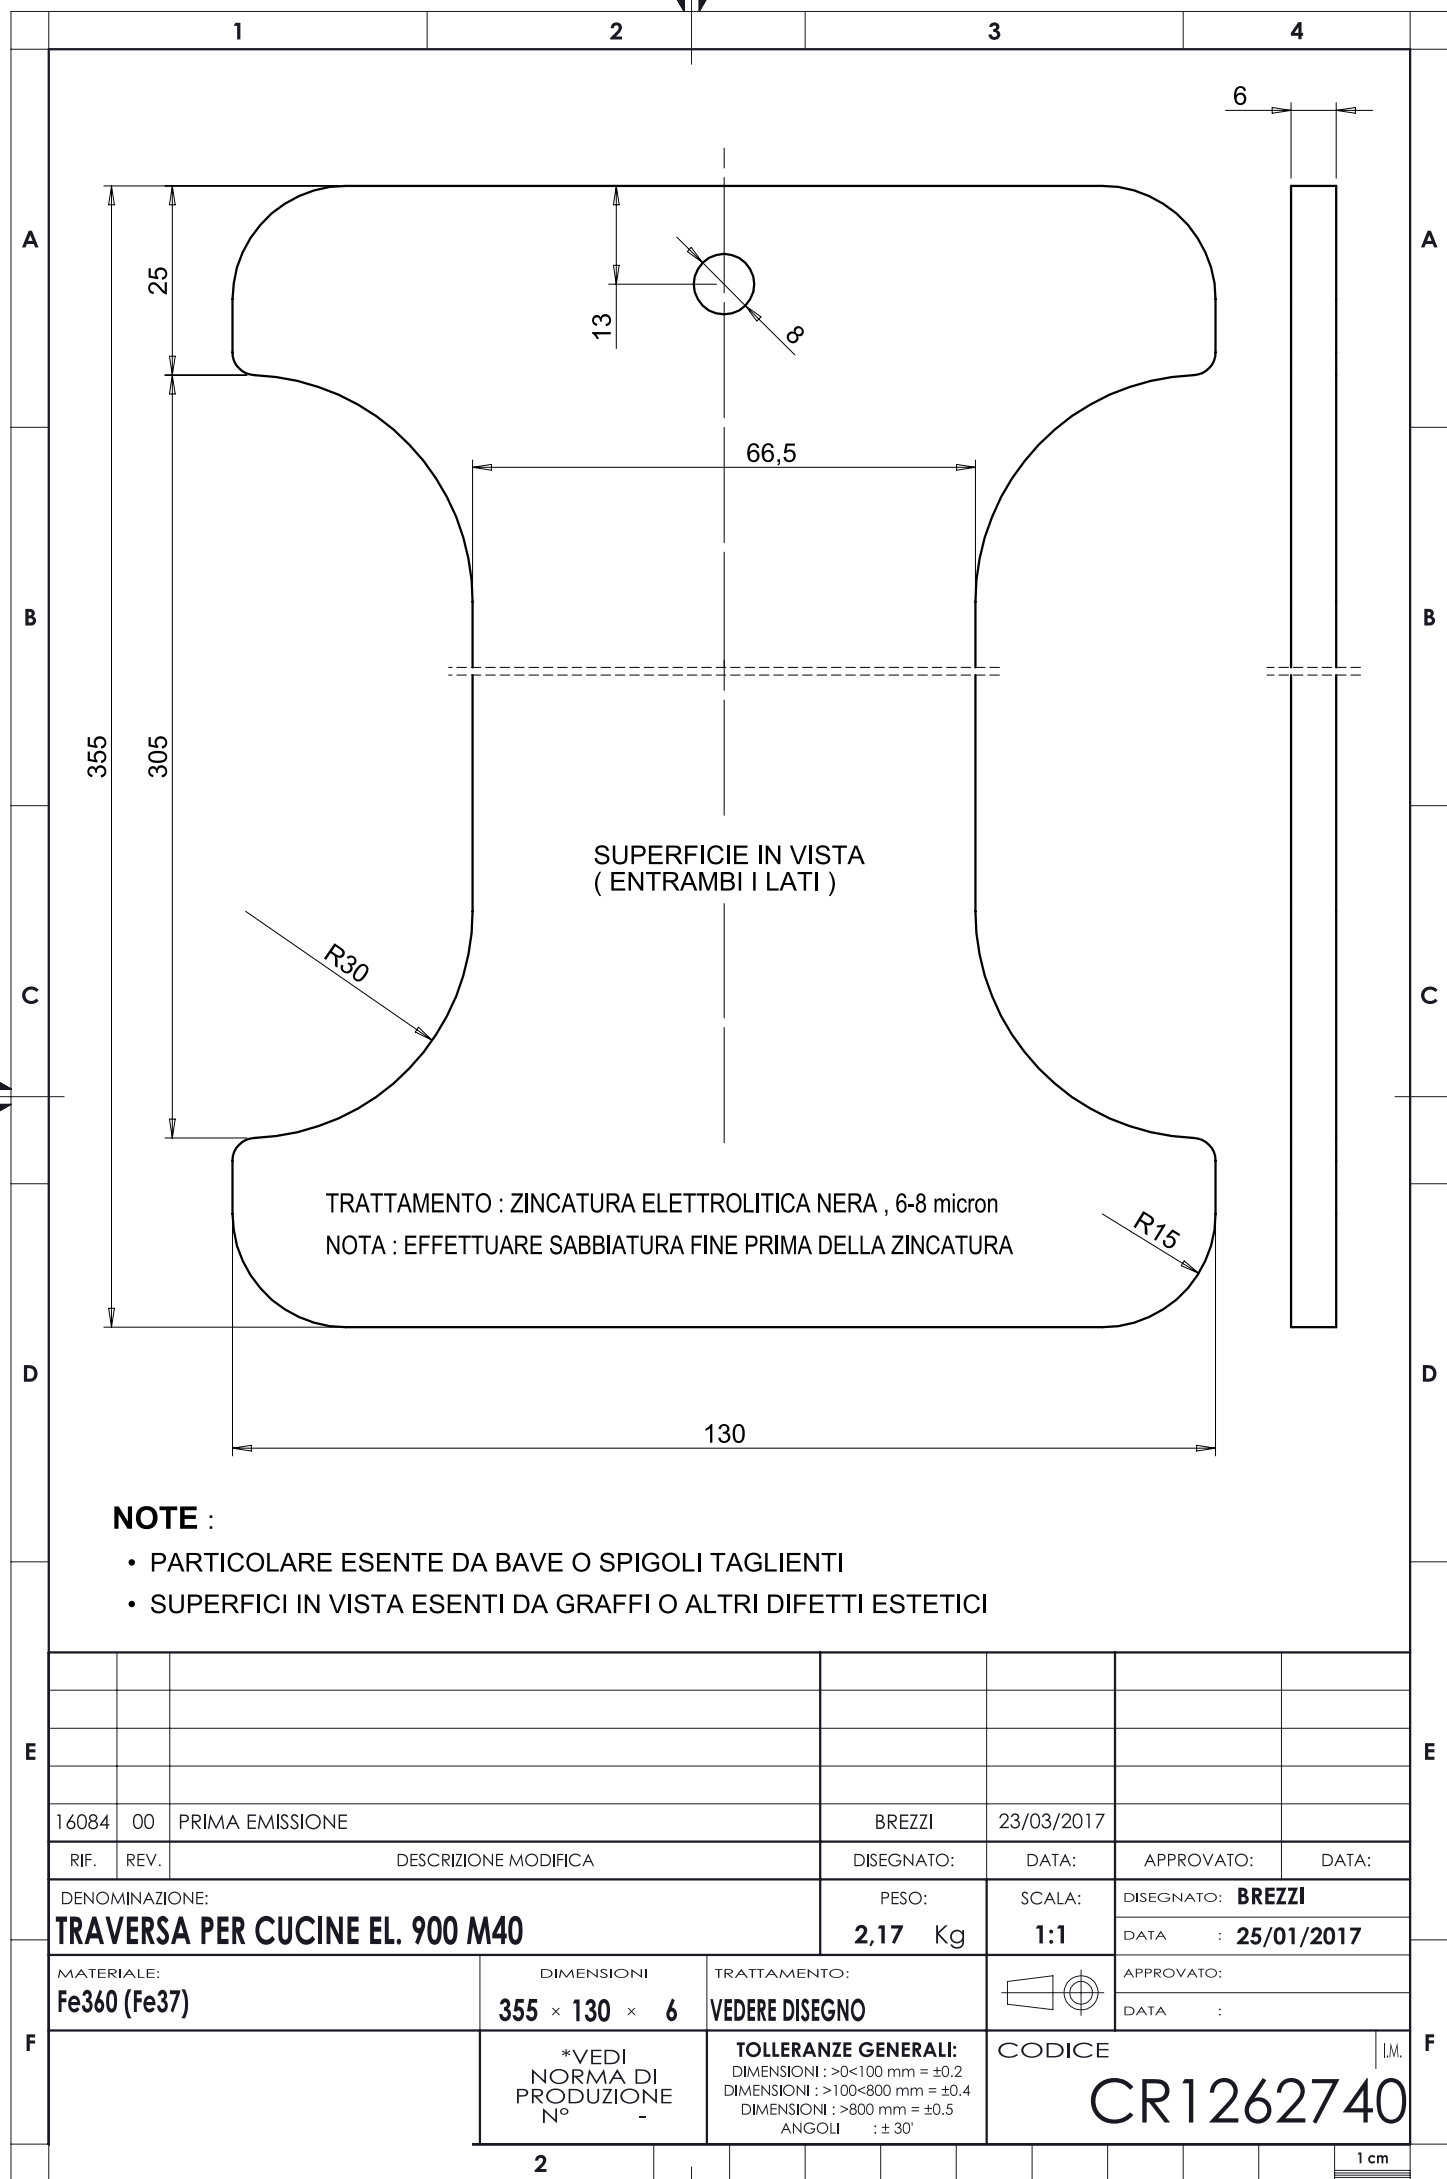 1 2 3 4
6
A A
25
13
8
66,5
B B
355
305
SUPERFICIE IN VISTA
( ENTRAMBI I LATI )
R30
C C
TRATTAMENTO : ZINCATURA ELETTROLITICA NERA , 6-8 micron
NOTA : EFFETTUARE SABBIATURA FINE PRIMA DELLA ZINCATURA
R15
D D
130
NOTE :
• PARTICOLARE ESENTE DA BAVE O SPIGOLI TAGLIENTI
• SUPERFICI IN VISTA ESENTI DA GRAFFI O ALTRI DIFETTI ESTETICI
E E
16084 00 PRIMA EMISSIONE BREZZI 23/03/2017
RIF. REV. DESCRIZIONE MODIFICA DISEGNATO: DATA: APPROVATO: DATA:
DENOMINAZIONE:
TRAVERSA PER CUCINE EL. 900 M40
PESO:
2,17 Kg
SCALA:
1:1
DISEGNATO: BREZZI
DATA : 25/01/2017
MATERIALE:
Fe360 (Fe37)
DIMENSIONI
355 × 130 × 6
TRATTAMENTO:
VEDERE DISEGNO
APPROVATO:
DATA :
F F
*VEDI
NORMA DI
PRODUZIONE
N° -
TOLLERANZE GENERALI:
DIMENSIONI : >0<100 mm = ±0.2
DIMENSIONI : >100<800 mm = ±0.4
DIMENSIONI : >800 mm = ±0.5
ANGOLI : ± 30'
CODICE
I.M.
CR1262740
2
1 cm